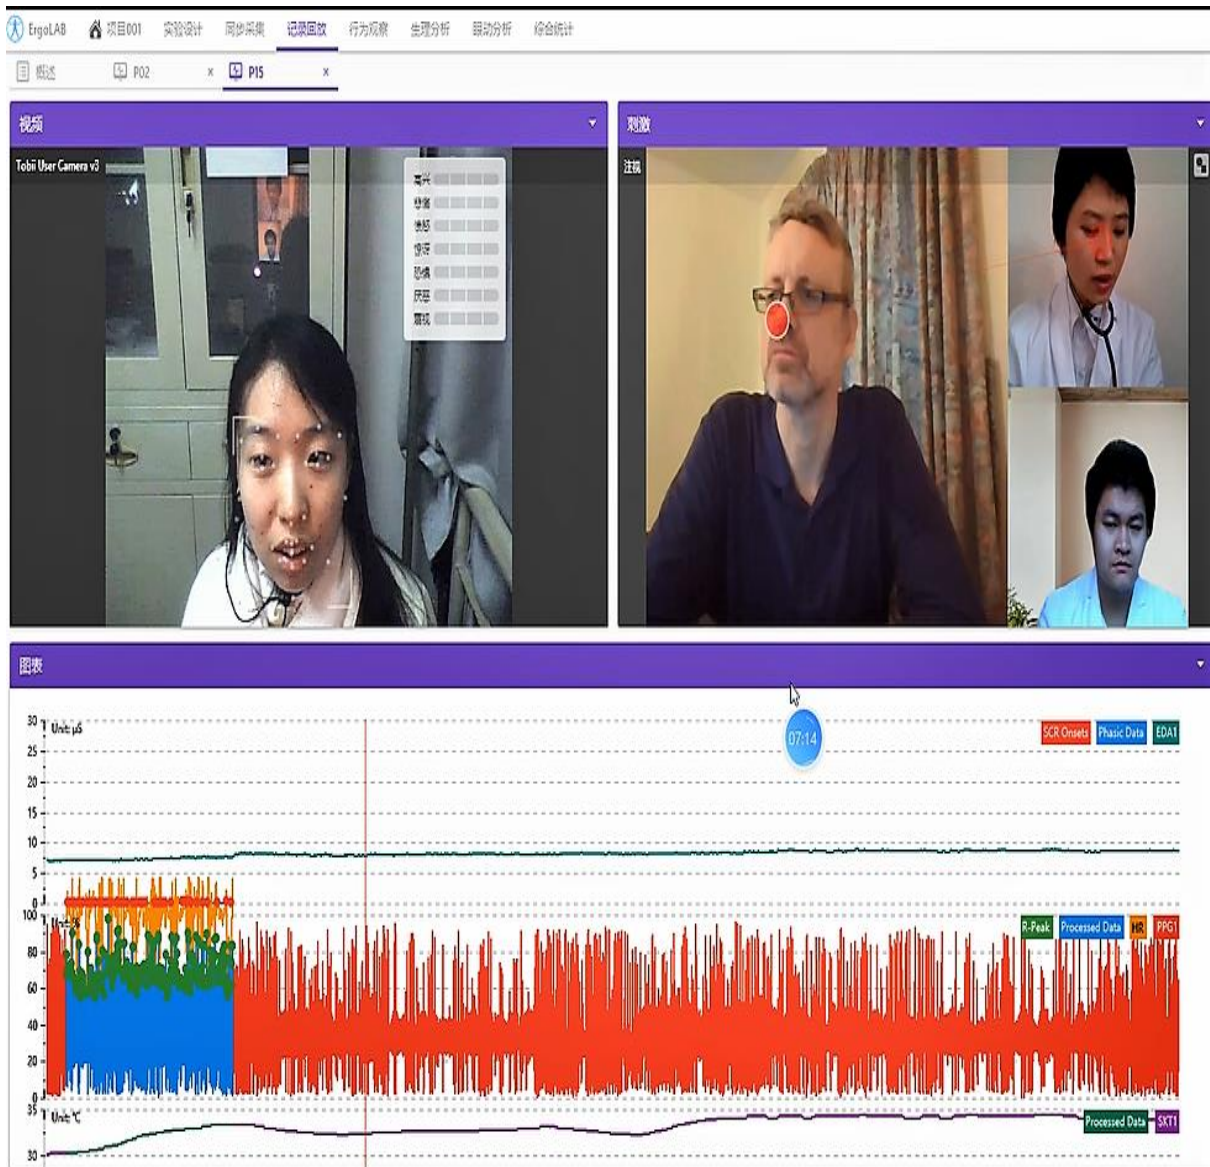 ErgoLAB 项目001 实验设计 同步采集 记录回放 行为观察 生理分析 眼动分析 综合统计
概述 P02 × P15 ×
视频
Tobii User Camera v3
高兴
悲痛
愤怒
惊讶
恐惧
厌恶
蔑视
刺激
注视
图表
07:14
30 Unit: μS SCR Onsets Phasic Data EDA1
25
20
15
10
5
0
100 Unit: % R-Peak Processed Data HR PPG1
80
60
40
20
0
35 Unit: ℃ Processed Data SKT1
30